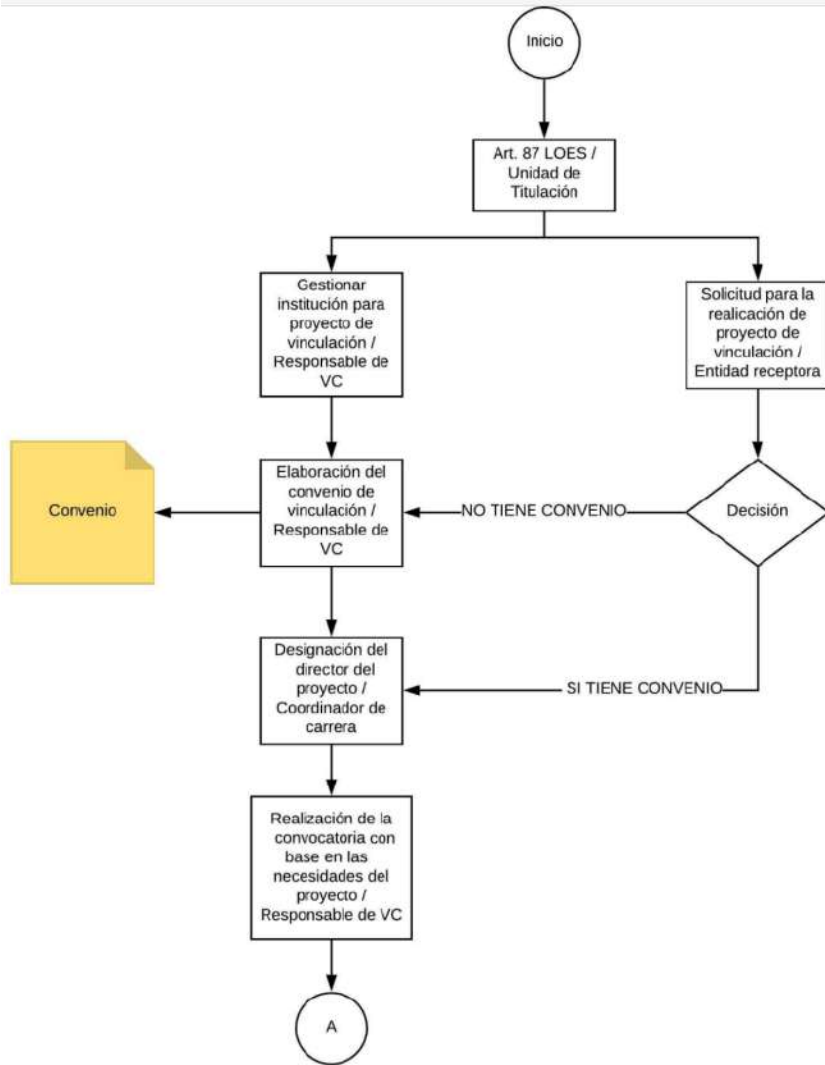 Inicio
Art. 87 LOES /
Unidad de
Titulación
Gestionar
institución para
proyecto de
vinculación /
Responsable de
VC
Solicitud para la
realicación de
proyecto de
vinculación /
Entidad receptora
Convenio
Elaboración del
convenio de
vinculación /
Responsable de
VC
NO TIENE CONVENIO
Decisión
Designación del
director del
proyecto /
Coordinador de
carrera
SI TIENE CONVENIO
Realización de la
convocatoria con
base en las
necesidades del
proyecto /
Responsable de VC
A